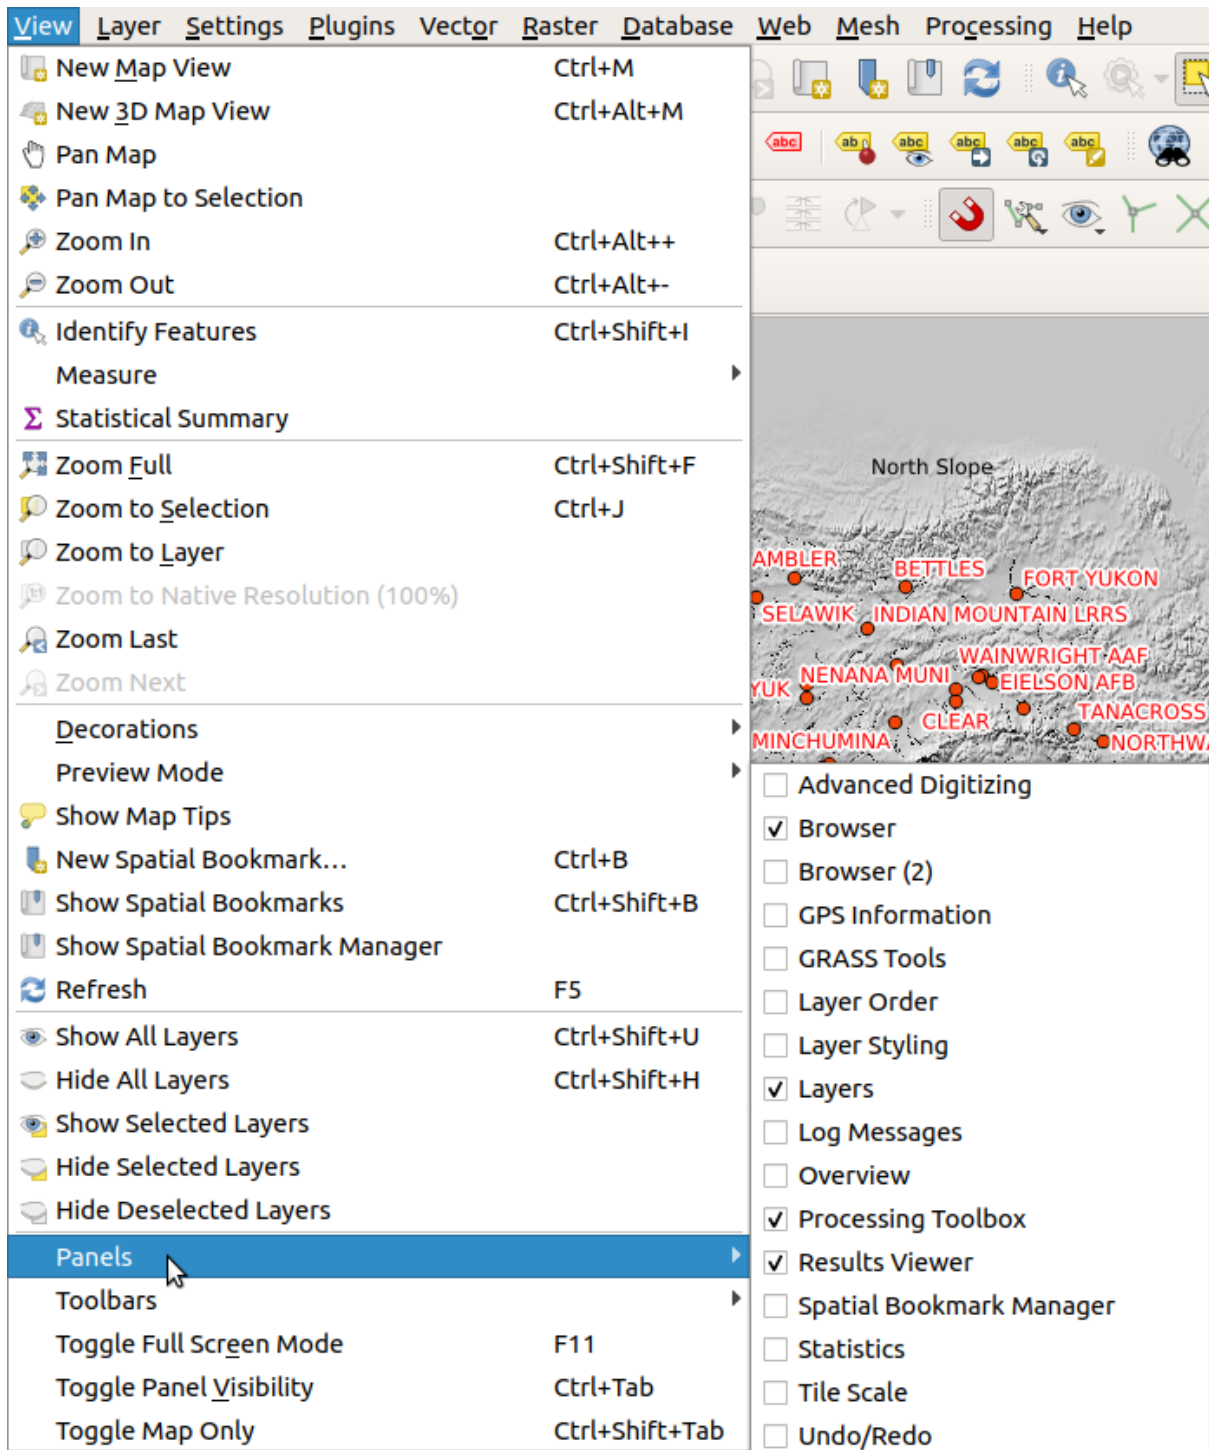 View Layer Settings Plugins Vector Raster Database Web Mesh Processing Help
New Map View Ctrl+M
New 3D Map View Ctrl+Alt+M
Pan Map
Pan Map to Selection
Zoom In Ctrl+Alt++
Zoom Out Ctrl+Alt+-
Identify Features Ctrl+Shift+I
Measure
Statistical Summary
Zoom Full Ctrl+Shift+F
Zoom to Selection Ctrl+J
Zoom to Layer
Zoom to Native Resolution (100%)
Zoom Last
Zoom Next
Decorations
Preview Mode
Show Map Tips
New Spatial Bookmark... Ctrl+B
Show Spatial Bookmarks Ctrl+Shift+B
Show Spatial Bookmark Manager
Refresh F5
Show All Layers Ctrl+Shift+U
Hide All Layers Ctrl+Shift+H
Show Selected Layers
Hide Selected Layers
Hide Deselected Layers
Panels
Toolbars
Toggle Full Screen Mode F11
Toggle Panel Visibility Ctrl+Tab
Toggle Map Only Ctrl+Shift+Tab
abc ab abc abc abc abc
North Slope
AMBLER
BETTLES
FORT YUKON
SELAWIK INDIAN MOUNTAIN LRRS
WAINWRIGHT AAF
NENANA MUNI
YUK EIELSON AFB
CLEAR TANACROSS
MINCHUMINA NORTHWA
Advanced Digitizing
Browser
Browser (2)
GPS Information
GRASS Tools
Layer Order
Layer Styling
Layers
Log Messages
Overview
Processing Toolbox
Results Viewer
Spatial Bookmark Manager
Statistics
Tile Scale
Undo/Redo